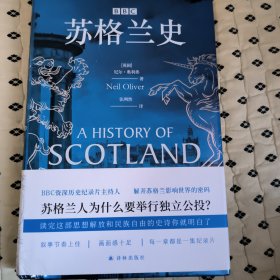 BBC
苏格兰史
[英国]
尼尔·奥利弗
著
Neil Oliver
张朔然
译
A HISTORY OF
SCOTLAND
BBC资深历史纪录片主持人 解开苏格兰影响世界的密码
苏格兰人为什么要举行独立公投?
读完这部思想解放和民族自由的史诗你就明白了
叙事节奏上佳 画面感十足 每一章都是一集纪录片
译林出版社